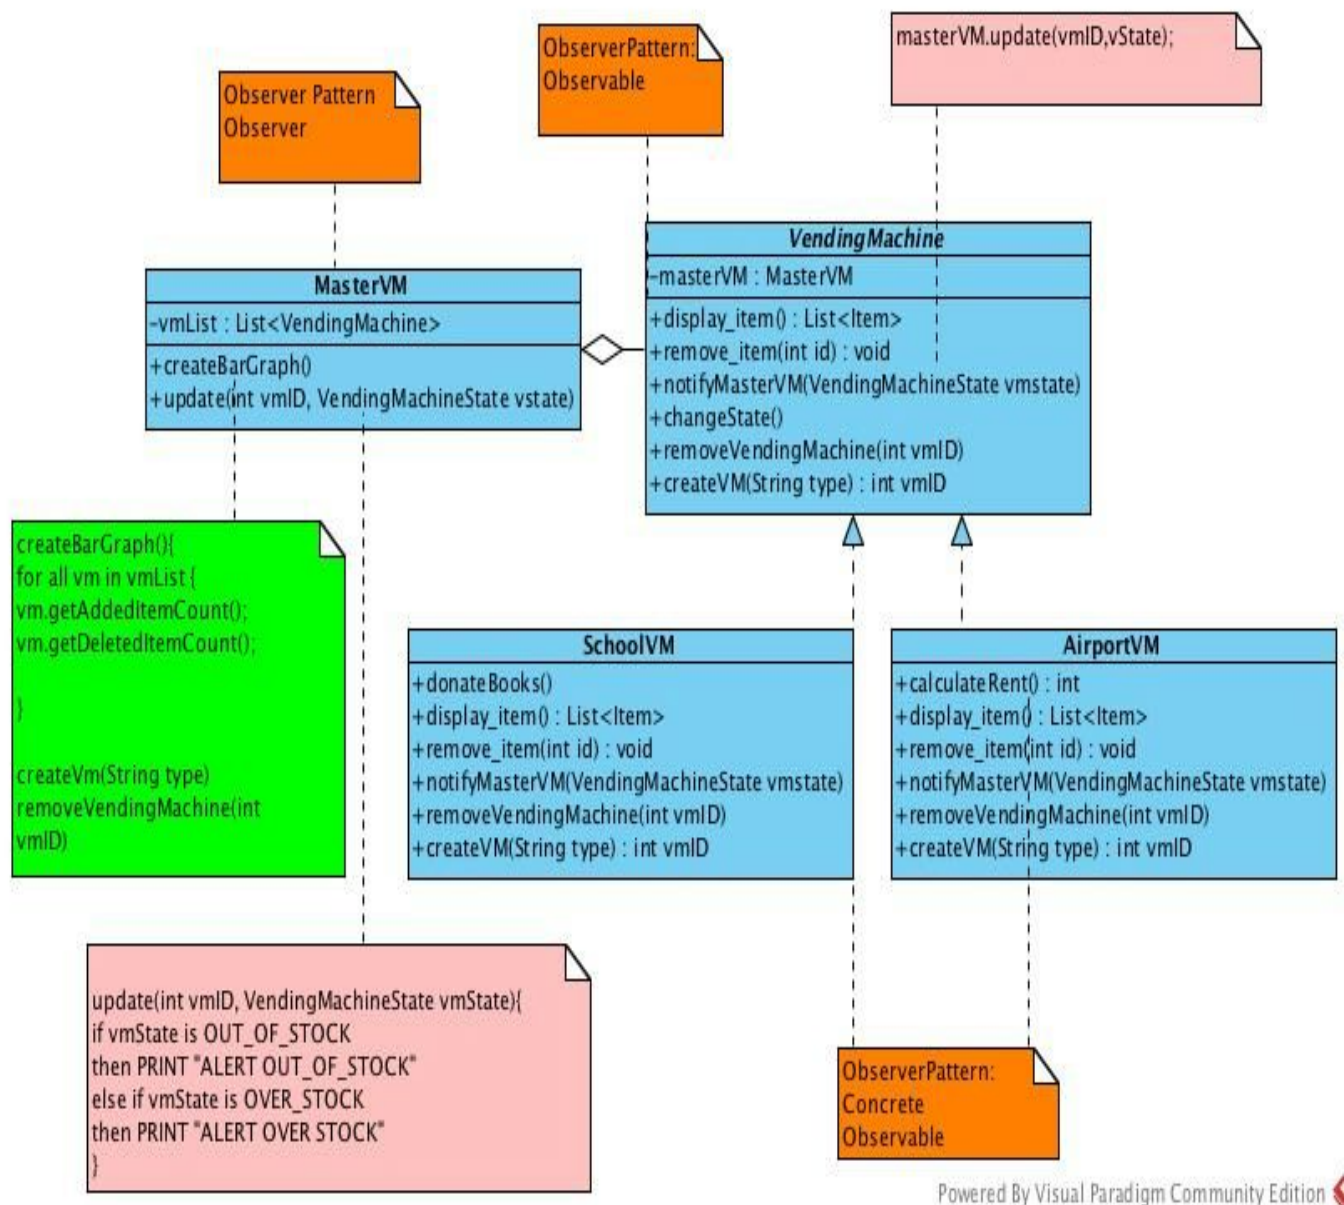 ObserverPattern:
Observable
masterVM.update(vmID,vState);
Observer Pattern
Observer
VendingMachine
-masterVM : MasterVM
+display_item() : List<Item>
+remove_item(int id) : void
+notifyMasterVM(VendingMachineState vmstate)
+changeState()
+removeVendingMachine(int vmID)
+createVM(String type) : int vmID
MasterVM
-vmList : List<VendingMachine>
+createBarGraph()
+update(int vmID, VendingMachineState vstate)
createBarGraph(){
for all vm in vmList {
vm.getAddedItemCount();
vm.getDeletedItemCount();
}
createVm(String type)
removeVendingMachine(int
vmID)
SchoolVM
+donateBooks()
+display_item() : List<Item>
+remove_item(int id) : void
+notifyMasterVM(VendingMachineState vmstate)
+removeVendingMachine(int vmID)
+createVM(String type) : int vmID
AirportVM
+calculateRent() : int
+display_item() : List<Item>
+remove_item(int id) : void
+notifyMasterVM(VendingMachineState vmstate)
+removeVendingMachine(int vmID)
+createVM(String type) : int vmID
update(int vmID, VendingMachineState vmState){
if vmState is OUT_OF_STOCK
then PRINT "ALERT OUT_OF_STOCK"
else if vmState is OVER_STOCK
then PRINT "ALERT OVER STOCK"
}
ObserverPattern:
Concrete
Observable
Powered By Visual Paradigm Community Edition